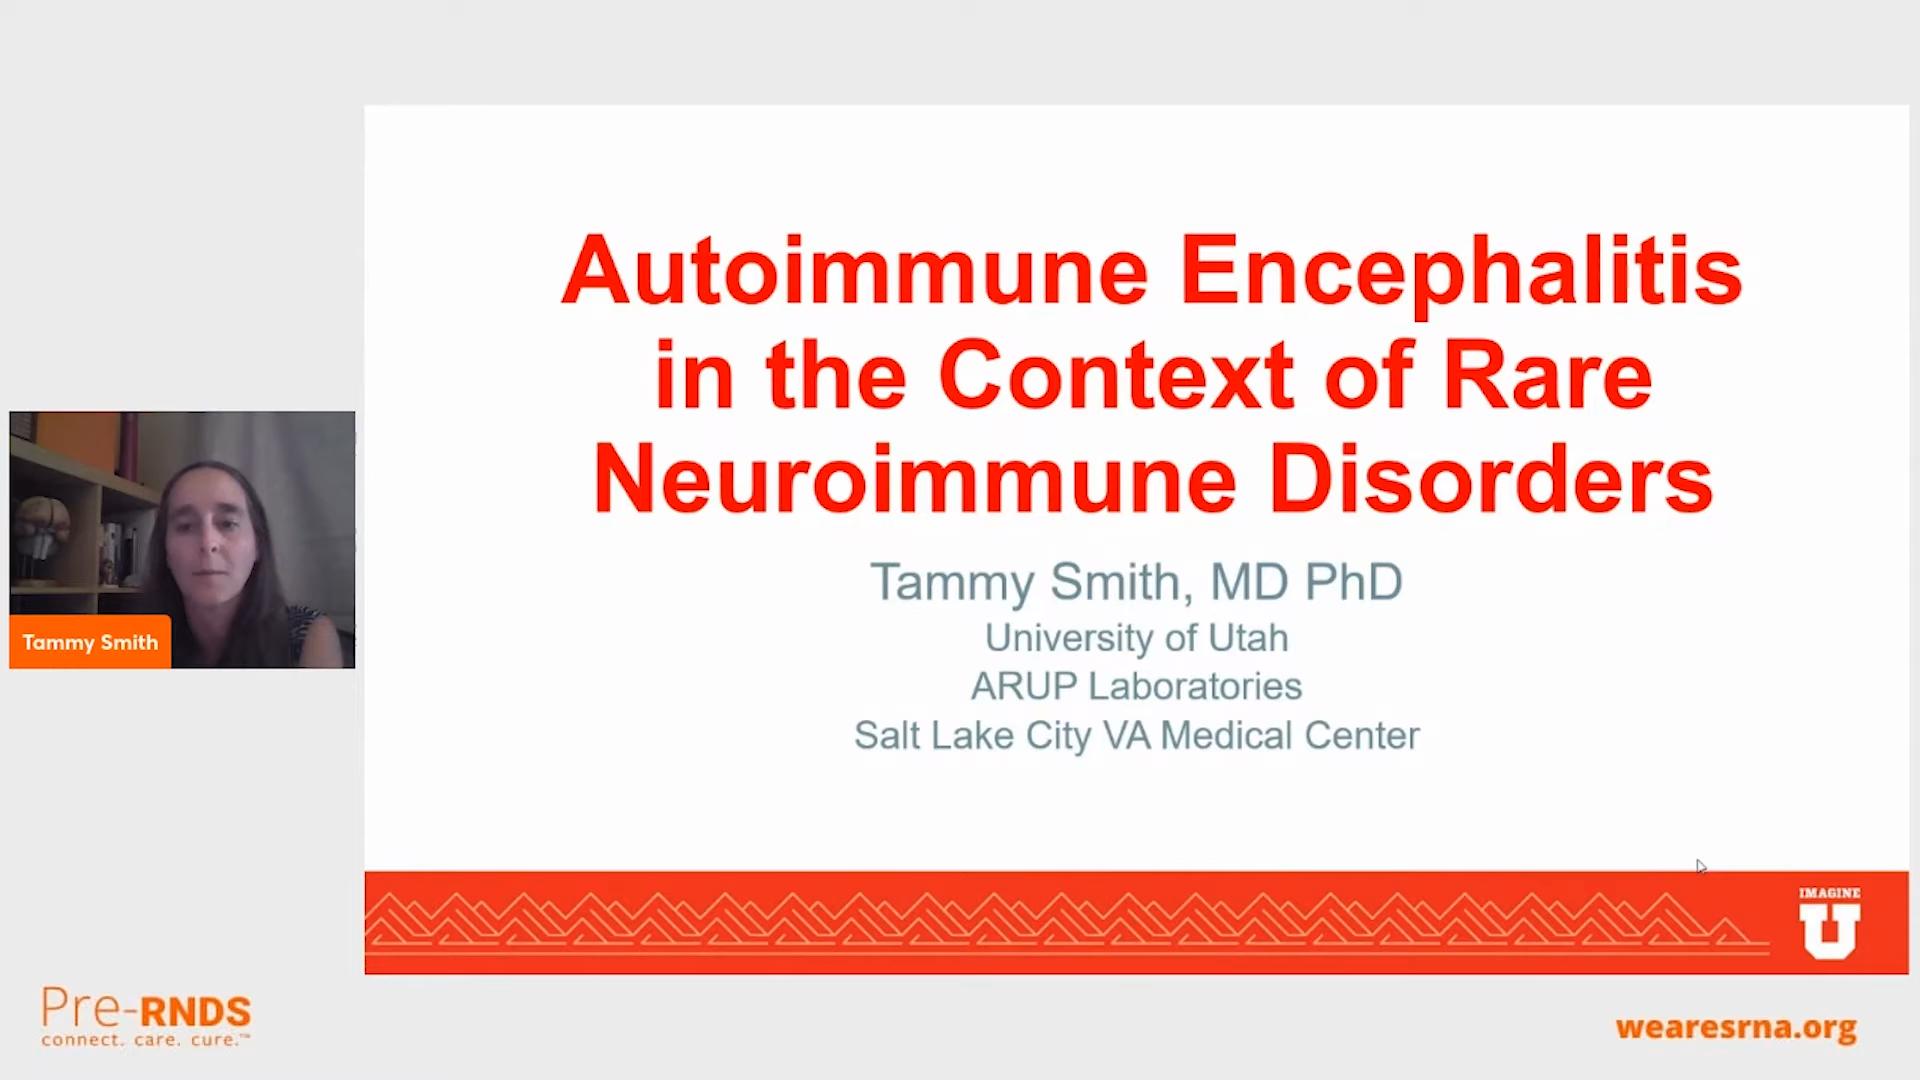 Autoimmune Encephalitis
in the Context of Rare
Neuroimmune Disorders
Tammy Smith, MD PhD
University of Utah
ARUP Laboratories
Salt Lake City VA Medical Center
Tammy Smith
IMAGINE
U
Pre-RNDS
connect. care. cure.™
wearesrna.org